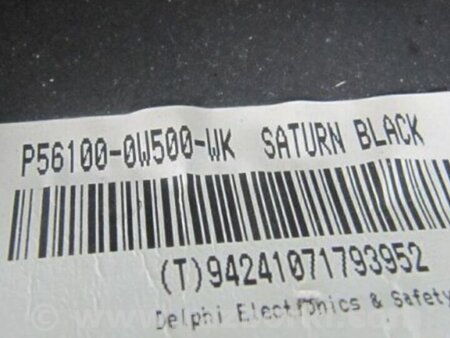 P56100-0W500-WK SATURN BLACK
(T)94241071793952
Delphi Electronics & Safety